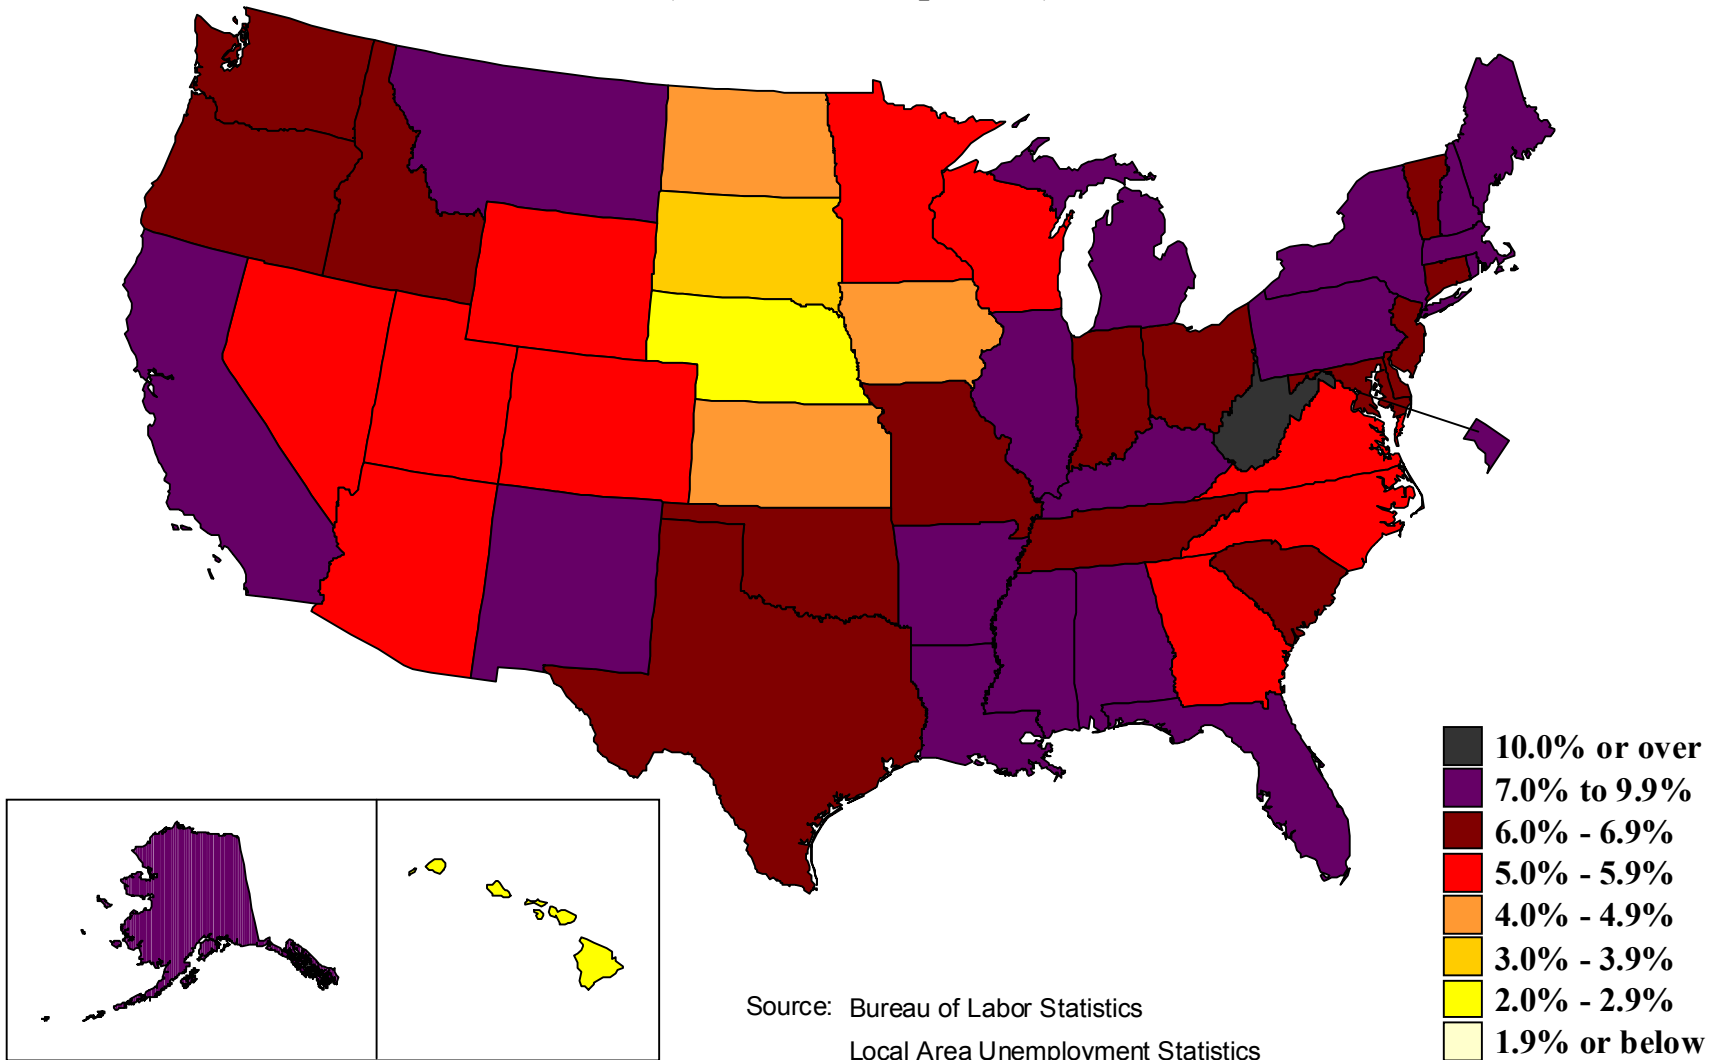 10.0% or over
7.0% to 9.9%
6.0% - 6.9%
5.0% - 5.9%
4.0% - 4.9%
3.0% - 3.9%
2.0% - 2.9%
1.9% or below
Source: Bureau of Labor Statistics
Local Area Unemployment Statistics